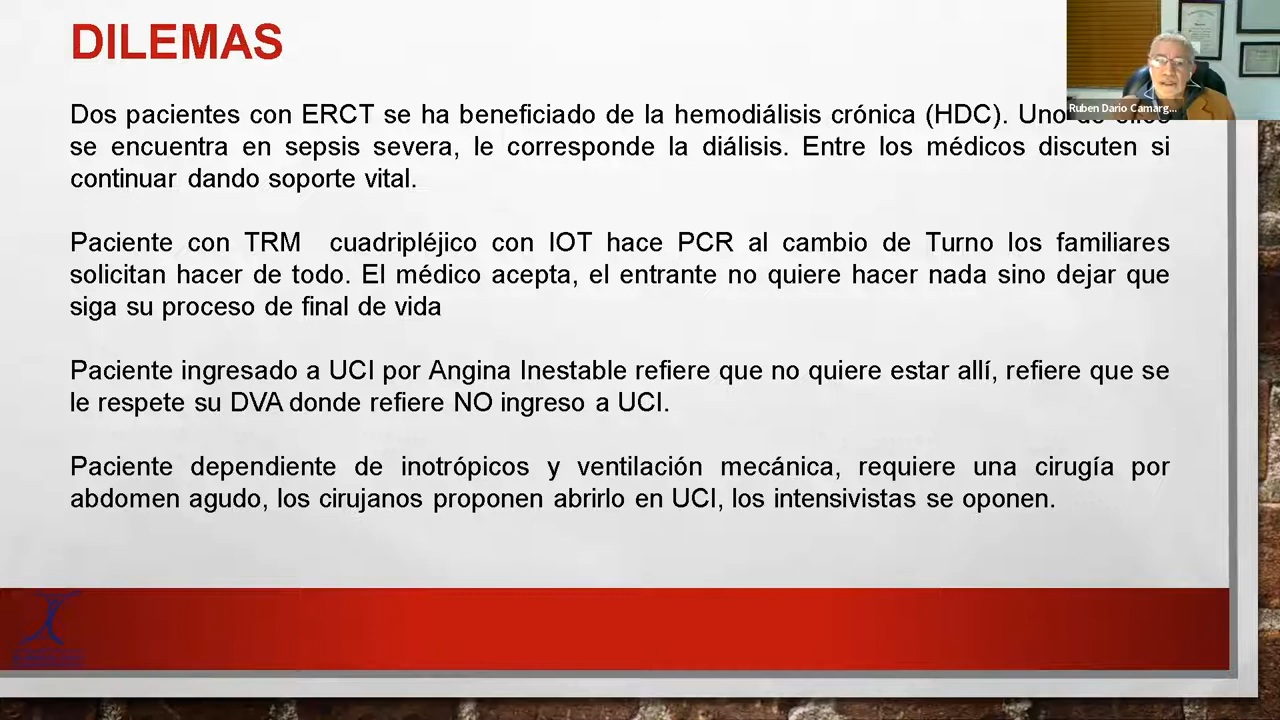 DILEMAS
Ruben Dario Camarg...
Dos pacientes con ERCT se ha beneficiado de la hemodiálisis crónica (HDC). Uno de ellos
se encuentra en sepsis severa, le corresponde la diálisis. Entre los médicos discuten si
continuar dando soporte vital.
Paciente con TRM cuadripléjico con IOT hace PCR al cambio de Turno los familiares
solicitan hacer de todo. El médico acepta, el entrante no quiere hacer nada sino dejar que
siga su proceso de final de vida
Paciente ingresado a UCI por Angina Inestable refiere que no quiere estar allí, refiere que se
le respete su DVA donde refiere NO ingreso a UCI.
Paciente dependiente de inotrópicos y ventilación mecánica, requiere una cirugía por
abdomen agudo, los cirujanos proponen abrirlo en UCI, los intensivistas se oponen.